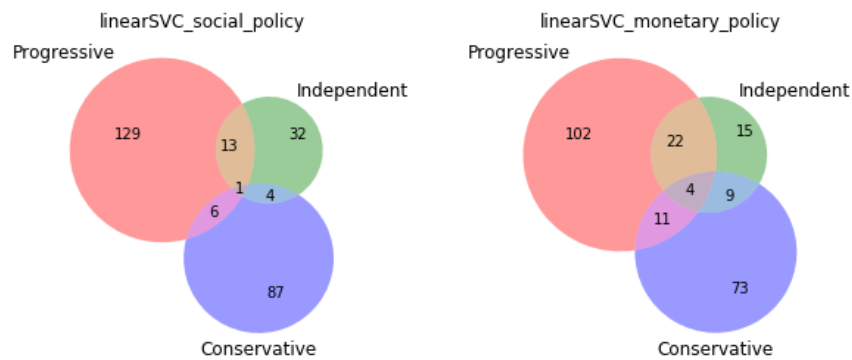 linearSVC_social_policy
Progressive
Independent
129
13
32
1
4
6
87
Conservative
linearSVC_monetary_policy
Progressive
Independent
102
22
15
4
9
11
73
Conservative